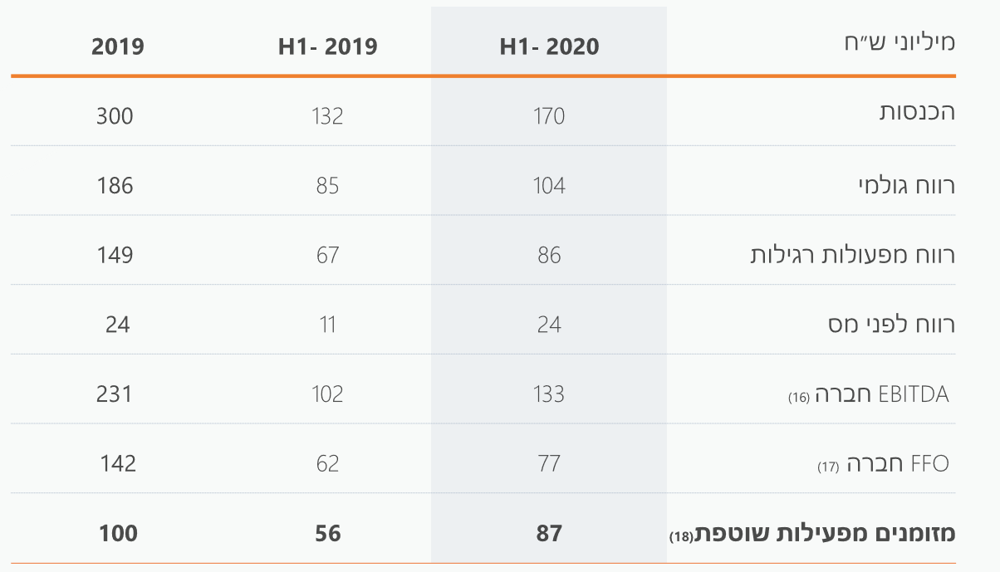 מיליוני ש״ח H1- 2020 H1- 2019 2019
הכנסות 170 132 300
רווח גולמי 104 85 186
רווח מפעולות רגילות 86 67 149
רווח לפני מס 24 11 24
EBITDA חברה (16) 133 102 231
FFO חברה (17) 77 62 142
מזומנים מפעילות שוטפת(18) 87 56 100